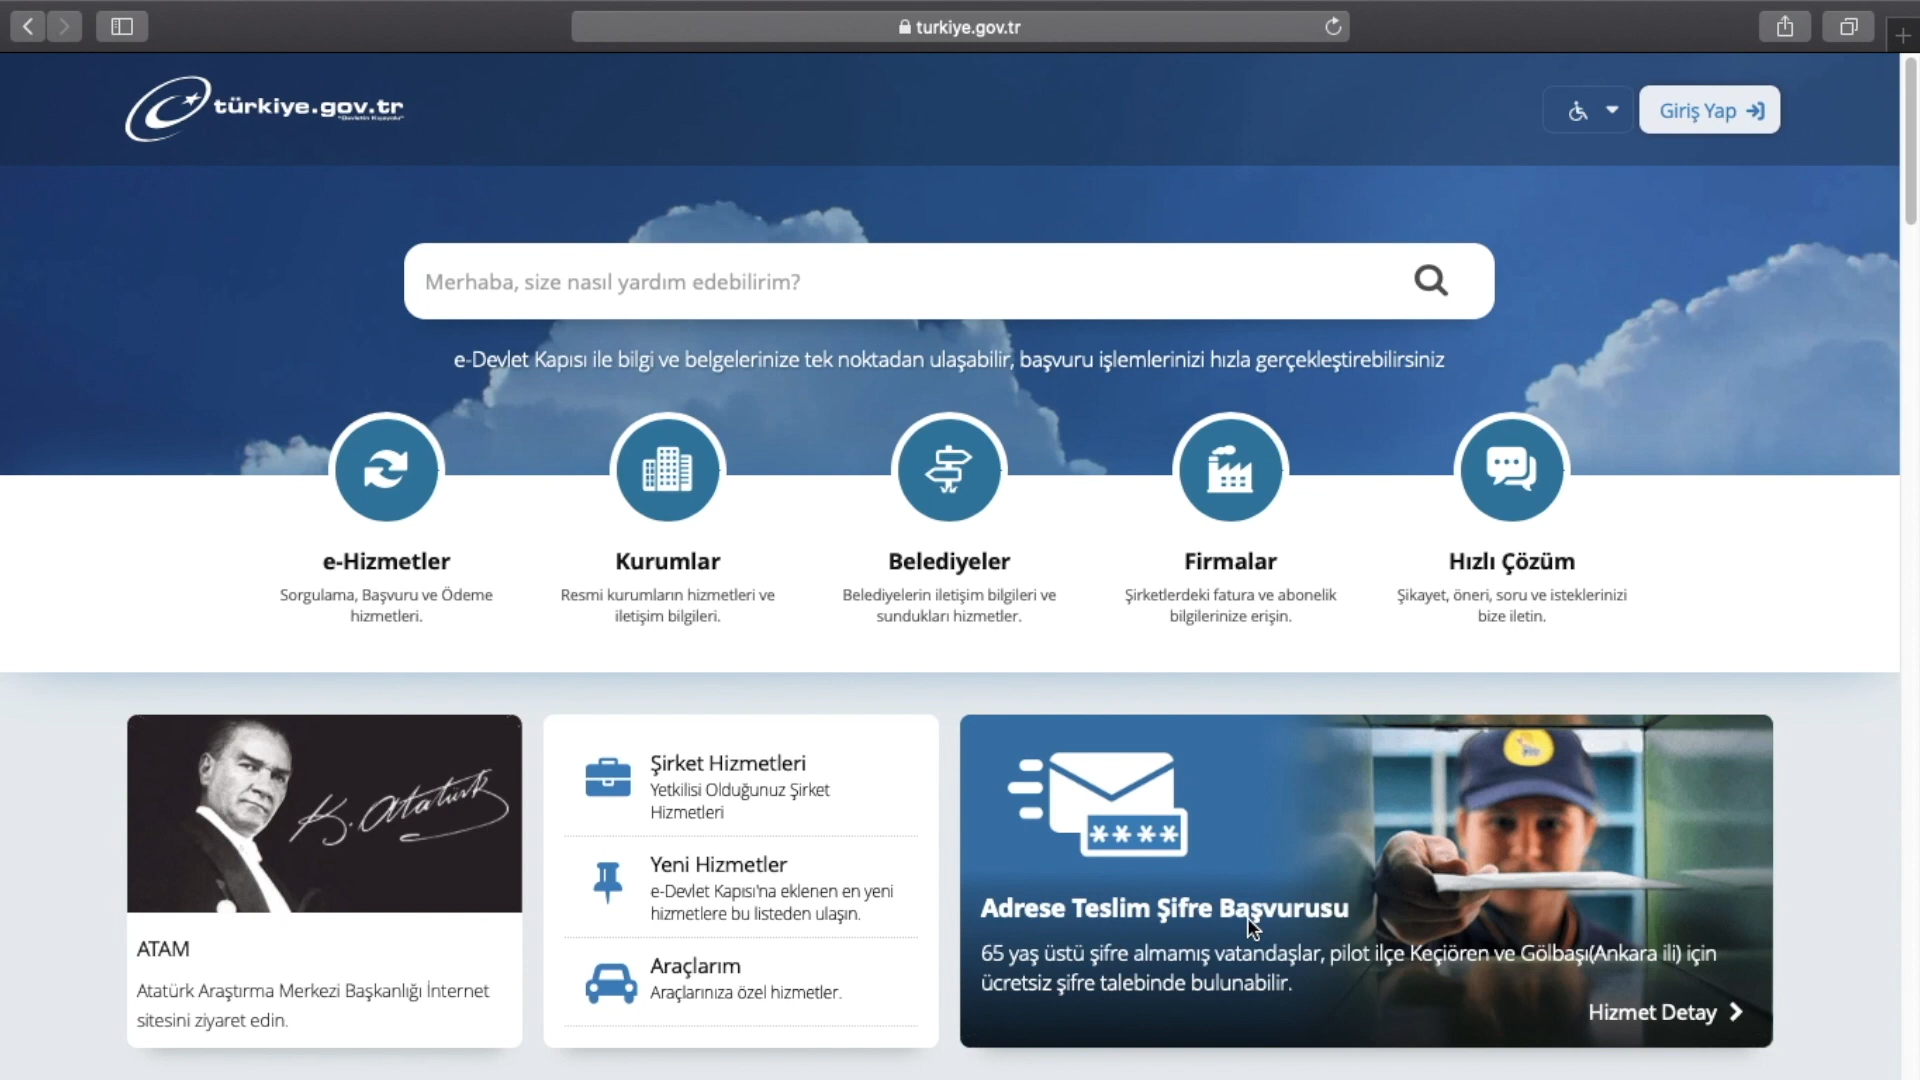 turkiye.gov.tr
türkiye.gov.tr
"Devletin Kısayolu"
Giriş Yap
Merhaba, size nasıl yardım edebilirim?
e-Devlet Kapısı ile bilgi ve belgelerinize tek noktadan ulaşabilir, başvuru işlemlerinizi hızla gerçekleştirebilirsiniz
e-Hizmetler
Sorgulama, Başvuru ve Ödeme
hizmetleri.
Kurumlar
Resmi kurumların hizmetleri ve
iletişim bilgileri.
Belediyeler
Belediyelerin iletişim bilgileri ve
sundukları hizmetler.
Firmalar
Şirketlerdeki fatura ve abonelik
bilgilerinize erişin.
Hızlı Çözüm
Şikayet, öneri, soru ve isteklerinizi
bize iletin.
K. Atatürk
ATAM
Atatürk Araştırma Merkezi Başkanlığı İnternet
sitesini ziyaret edin.
Şirket Hizmetleri
Yetkilisi Olduğunuz Şirket
Hizmetleri
Yeni Hizmetler
e-Devlet Kapısı'na eklenen en yeni
hizmetlere bu listeden ulaşın.
Araçlarım
Araçlarınıza özel hizmetler.
****
Adrese Teslim Şifre Başvurusu
65 yaş üstü şifre almamış vatandaşlar, pilot ilçe Keçiören ve Gölbaşı(Ankara ili) için
ücretsiz şifre talebinde bulunabilir.
Hizmet Detay